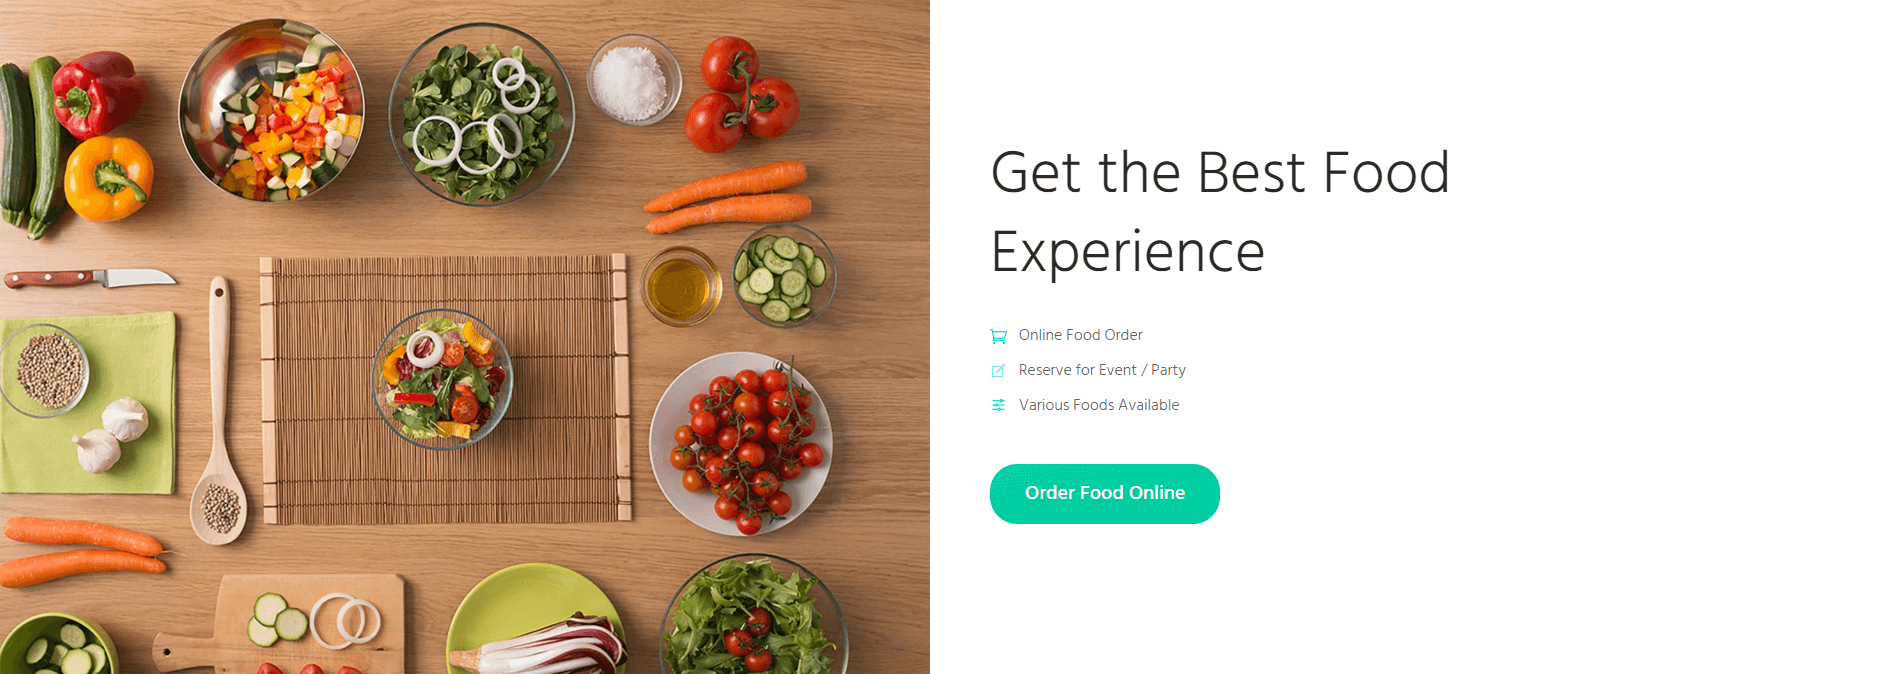 Get the Best Food
Experience
Online Food Order
Reserve for Event / Party
Various Foods Available
Order Food Online